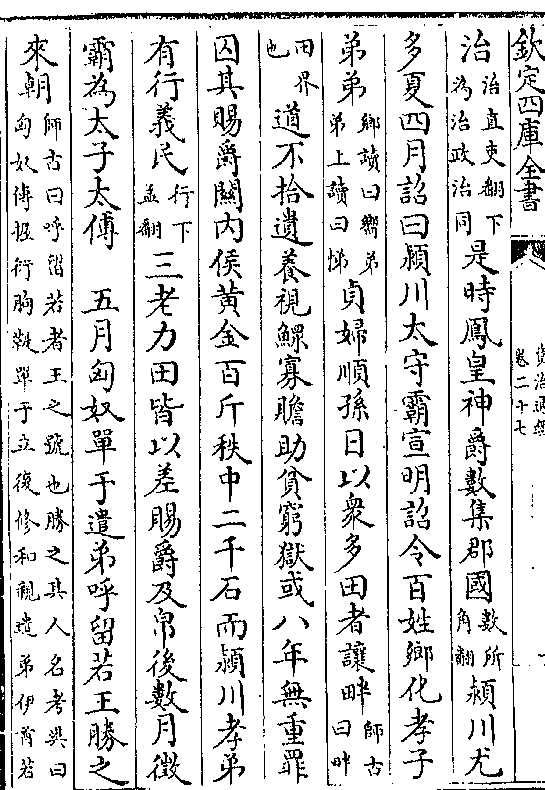 欽定四庫全書
資治通鑑 卷二十七
治治直吏翻下為治政治同是時鳳皇神爵數集郡國數所角翻潁川尤
多夏四月詔曰潁川太守霸宣明詔令百姓鄉化孝子
弟弟鄉讀曰嚮弟弟上讀曰悌貞婦順孫日以衆多田者讓畔師古曰畔
田界也道不拾遺養視鰥寡贍助貧窮獄或八年無重罪
囚其賜爵關内侯黄金百斤秩中二千石而潁川孝弟
有行義民行下孟翻三老力田皆以差賜爵及帛後數月徵
霸為太子太傅　五月匈奴單于遣弟呼留若王勝之
來朝師古曰呼留若者王之號也勝之其人名考異曰匈奴傳握衍朐鞮單于立復修和親遣弟伊酋若